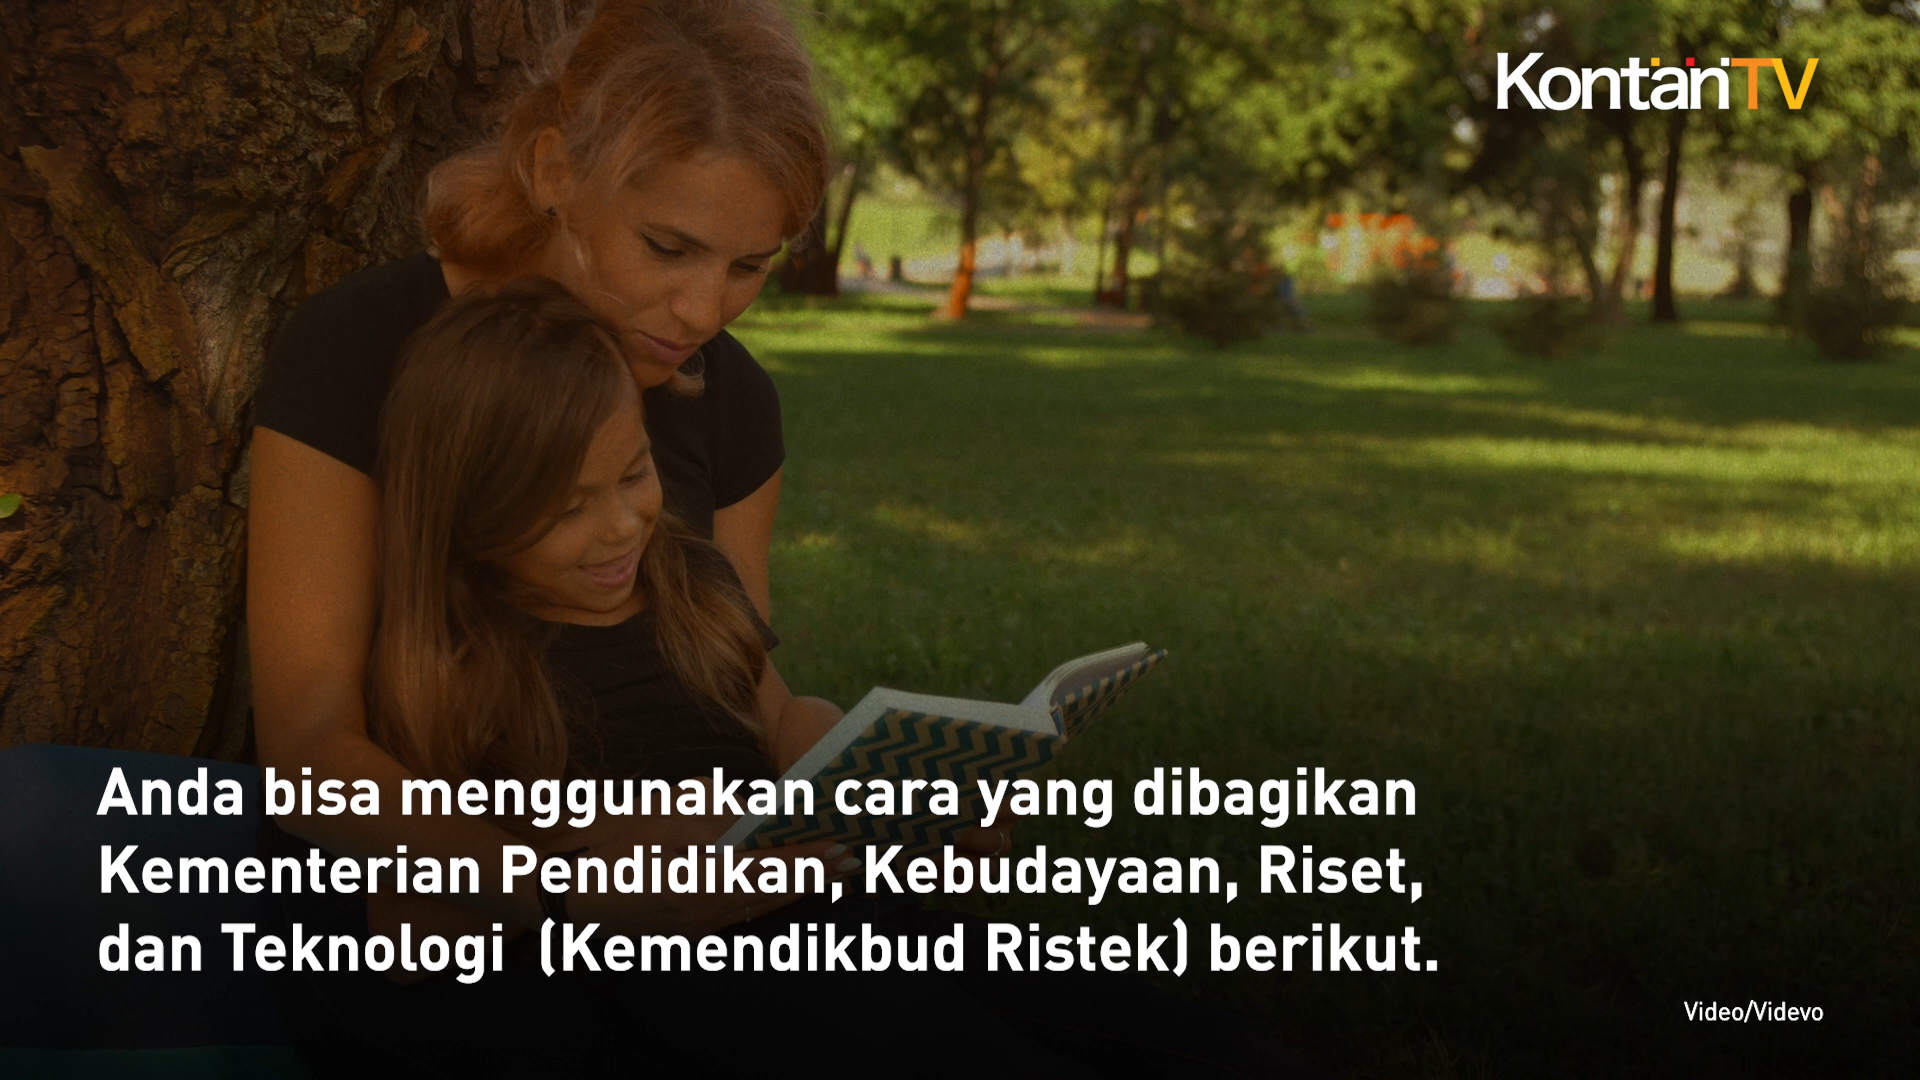 KontanTV
Anda bisa menggunakan cara yang dibagikan
Kementerian Pendidikan, Kebudayaan, Riset,
dan Teknologi (Kemendikbud Ristek) berikut.
Video/Videvo